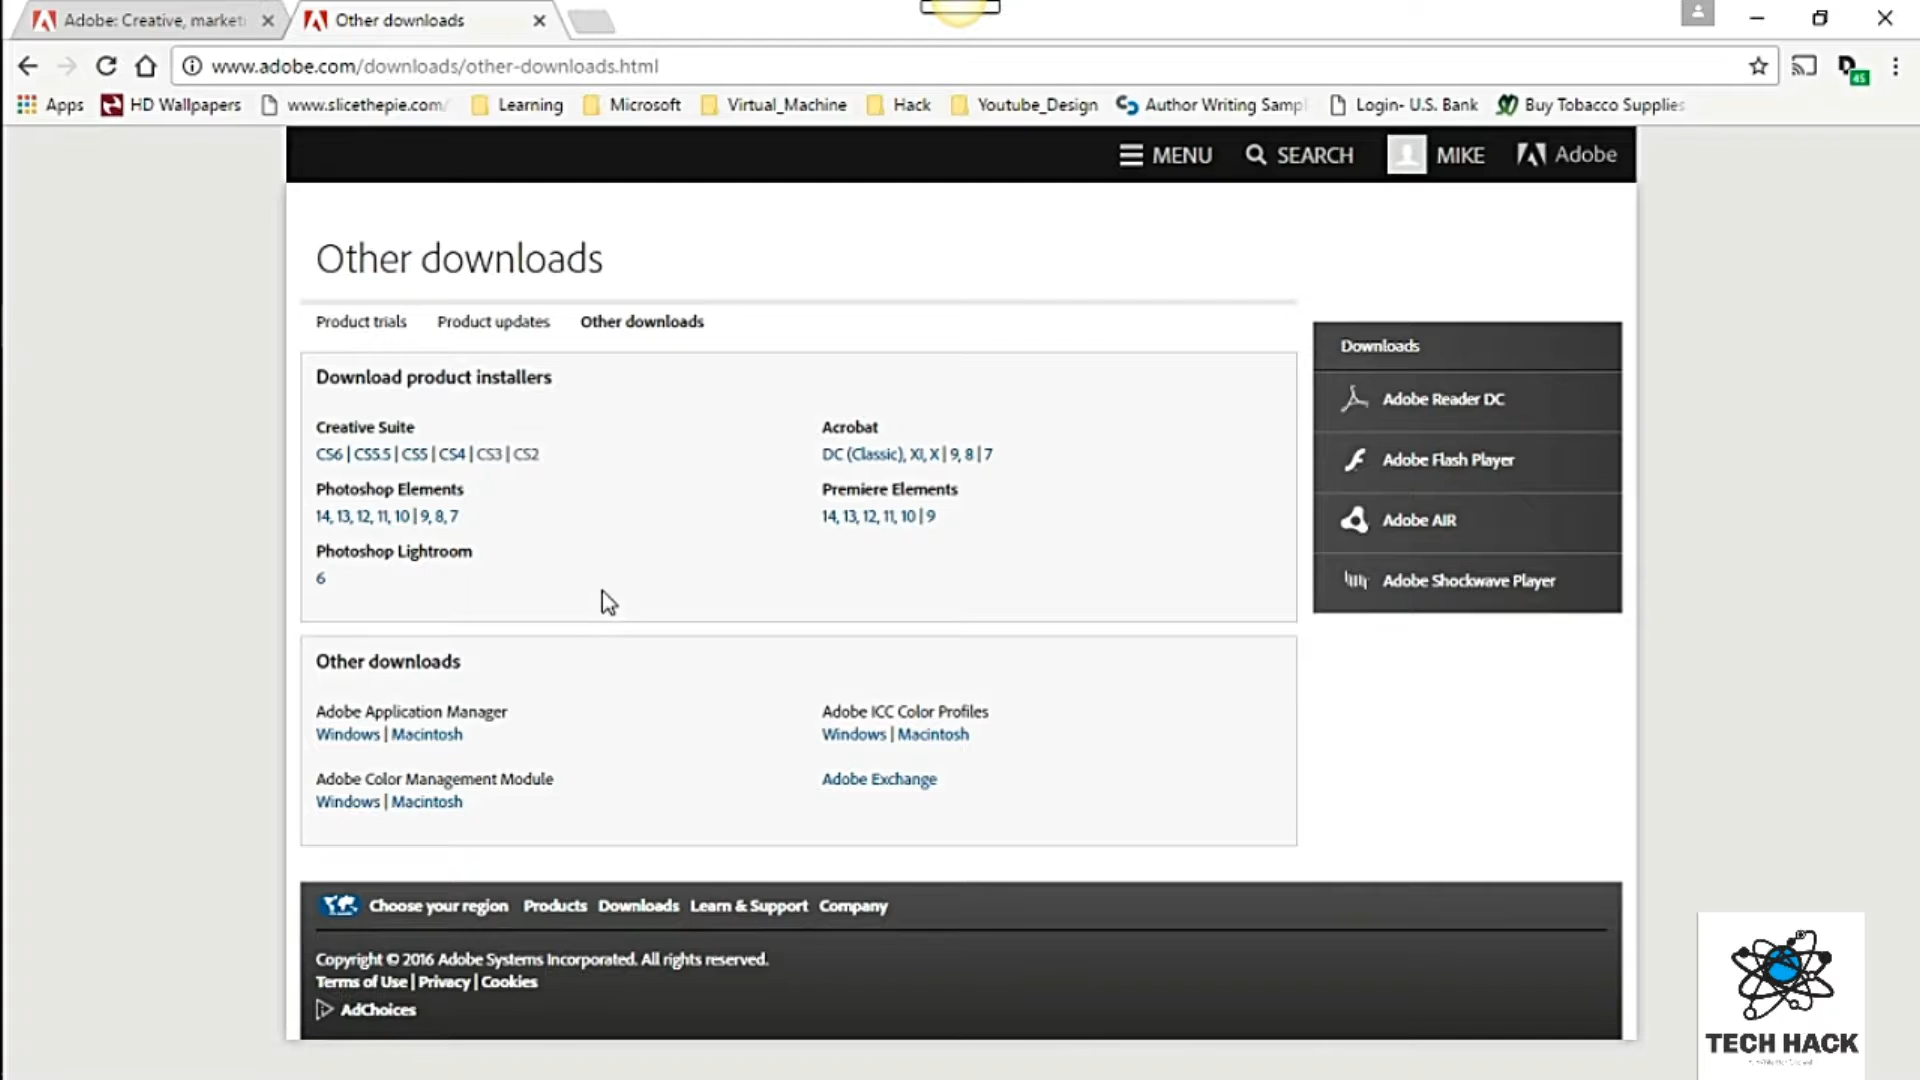 Adobe: Creative, market
Other downloads
www.adobe.com/downloads/other-downloads.html
45
Apps
HD Wallpapers
www.slicethepie.com/
Learning
Microsoft
Virtual_Machine
Hack
Youtube_Design
Author Writing Sampl
Login- U.S. Bank
Buy Tobacco Supplies
MENU
SEARCH
MIKE
Adobe
Other downloads
Product trials
Product updates
Other downloads
Download product installers
Creative Suite
CS6 | CS5.5 | CS5 | CS4 | CS3 | CS2
Photoshop Elements
14, 13, 12, 11, 10 | 9, 8, 7
Photoshop Lightroom
6
Acrobat
DC (Classic), XI, X | 9, 8 | 7
Premiere Elements
14, 13, 12, 11, 10 | 9
Downloads
Adobe Reader DC
Adobe Flash Player
Adobe AIR
Adobe Shockwave Player
Other downloads
Adobe Application Manager
Windows | Macintosh
Adobe Color Management Module
Windows | Macintosh
Adobe ICC Color Profiles
Windows | Macintosh
Adobe Exchange
Choose your region
Products
Downloads
Learn & Support
Company
Copyright © 2016 Adobe Systems Incorporated. All rights reserved.
Terms of Use | Privacy | Cookies
AdChoices
TECH HACK